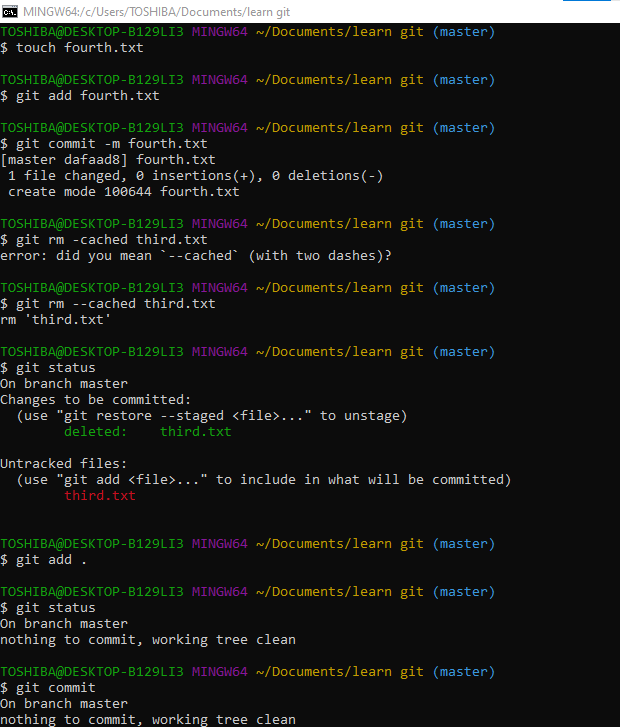 MINGW64:/c/Users/TOSHIBA/Documents/learn git
TOSHIBA@DESKTOP-B129LI3 MINGW64 ~/Documents/learn git (master)
$ touch fourth.txt
TOSHIBA@DESKTOP-B129LI3 MINGW64 ~/Documents/learn git (master)
$ git add fourth.txt
TOSHIBA@DESKTOP-B129LI3 MINGW64 ~/Documents/learn git (master)
$ git commit -m fourth.txt
[master dafaad8] fourth.txt
 1 file changed, 0 insertions(+), 0 deletions(-)
 create mode 100644 fourth.txt
TOSHIBA@DESKTOP-B129LI3 MINGW64 ~/Documents/learn git (master)
$ git rm -cached third.txt
error: did you mean `--cached` (with two dashes)?
TOSHIBA@DESKTOP-B129LI3 MINGW64 ~/Documents/learn git (master)
$ git rm --cached third.txt
rm 'third.txt'
TOSHIBA@DESKTOP-B129LI3 MINGW64 ~/Documents/learn git (master)
$ git status
On branch master
Changes to be committed:
  (use "git restore --staged <file>..." to unstage)
        deleted:    third.txt
Untracked files:
  (use "git add <file>..." to include in what will be committed)
        third.txt
TOSHIBA@DESKTOP-B129LI3 MINGW64 ~/Documents/learn git (master)
$ git add .
TOSHIBA@DESKTOP-B129LI3 MINGW64 ~/Documents/learn git (master)
$ git status
On branch master
nothing to commit, working tree clean
TOSHIBA@DESKTOP-B129LI3 MINGW64 ~/Documents/learn git (master)
$ git commit
On branch master
nothing to commit, working tree clean